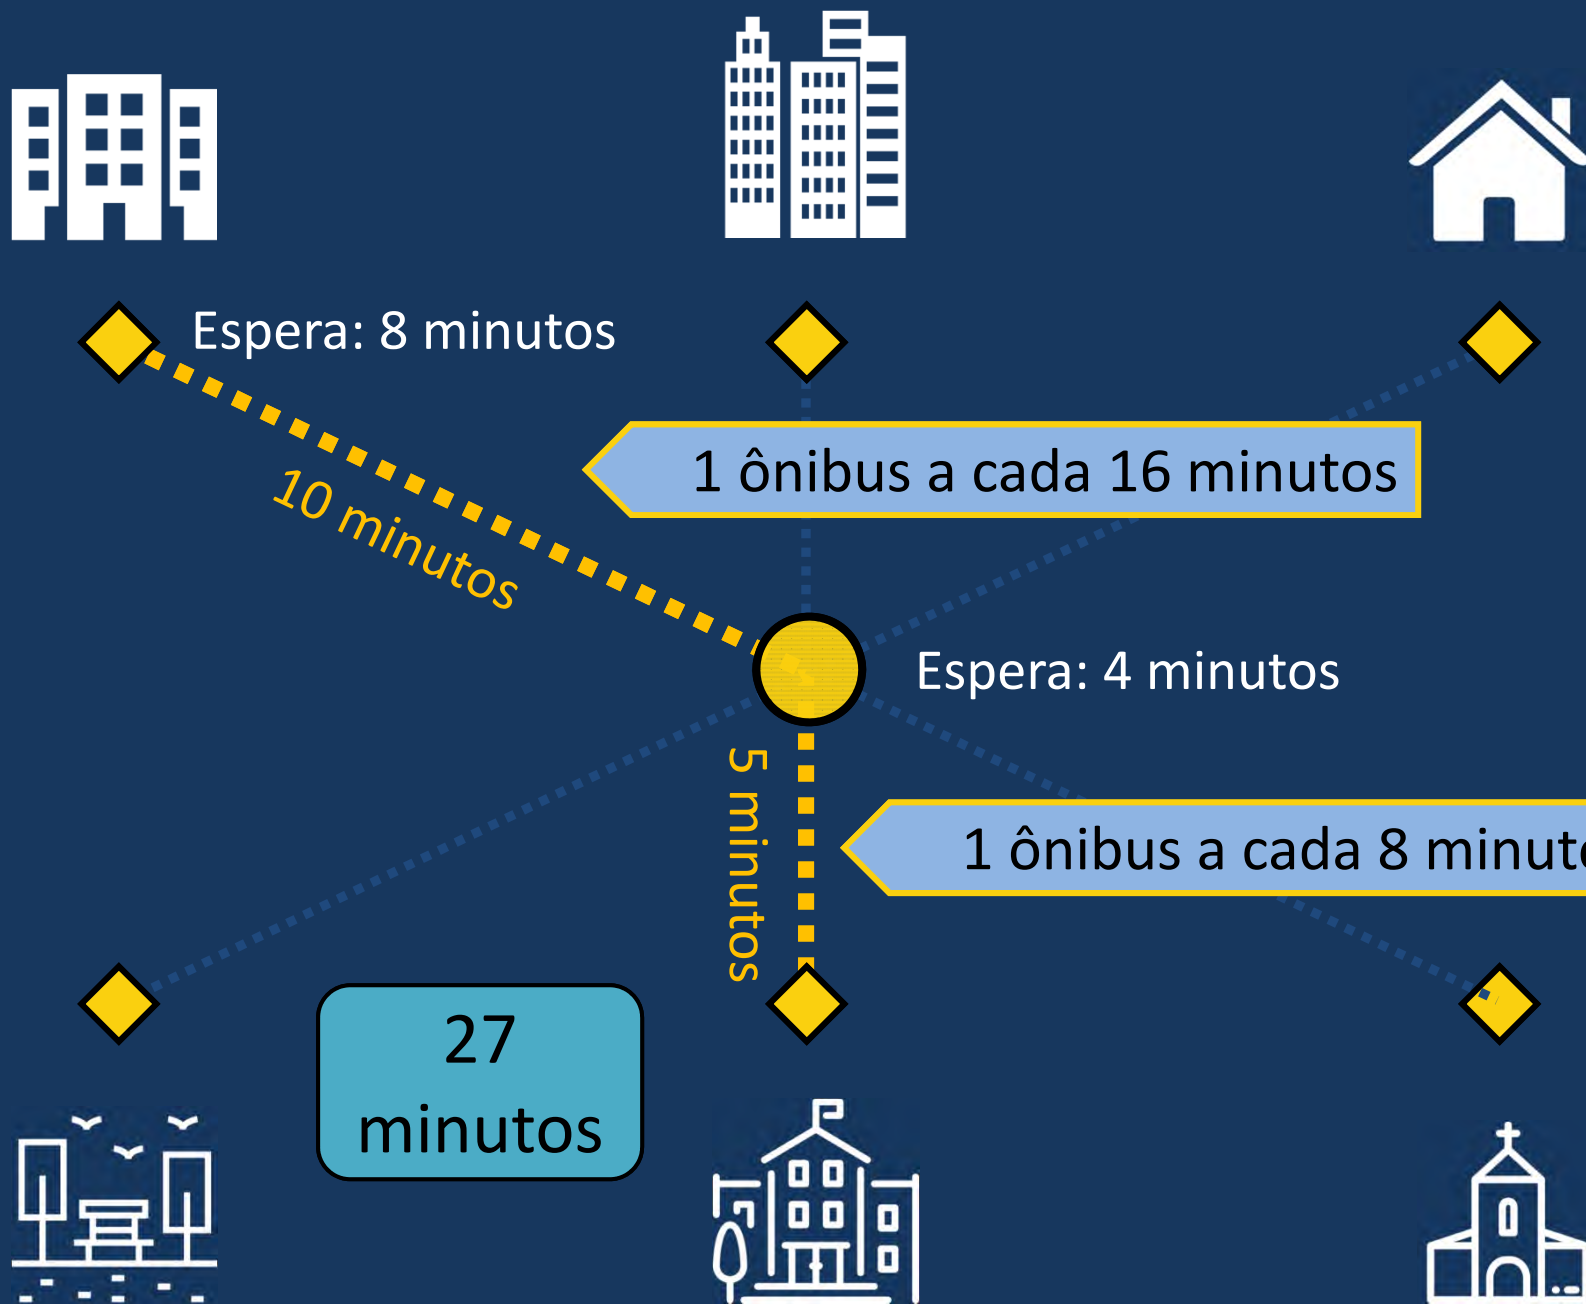 Espera: 8 minutos
1 ônibus a cada 16 minutos
10 minutos
Espera: 4 minutos
5 minutos
1 ônibus a cada 8
27
minutos